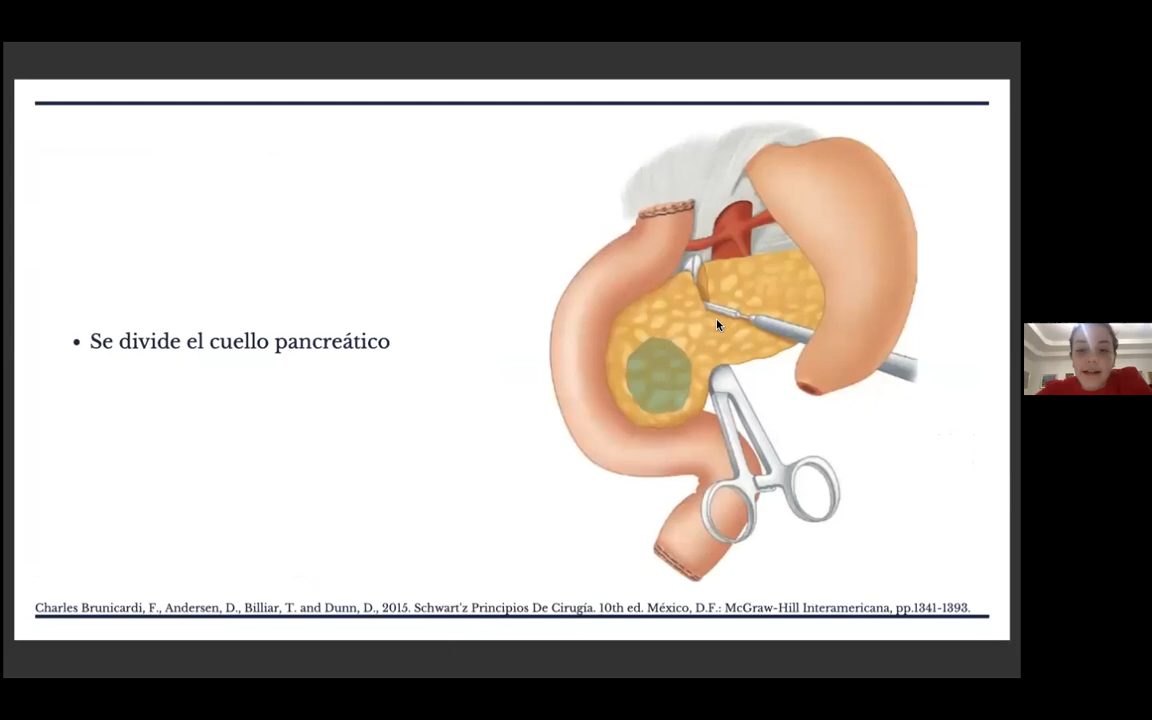 • Se divide el cuello pancreático
Charles Brunicardi, F., Andersen, D., Billiar, T. and Dunn, D., 2015. Schwart'z Principios De Cirugía. 10th ed. México, D.F.: McGraw-Hill Interamericana, pp.1341-1393.